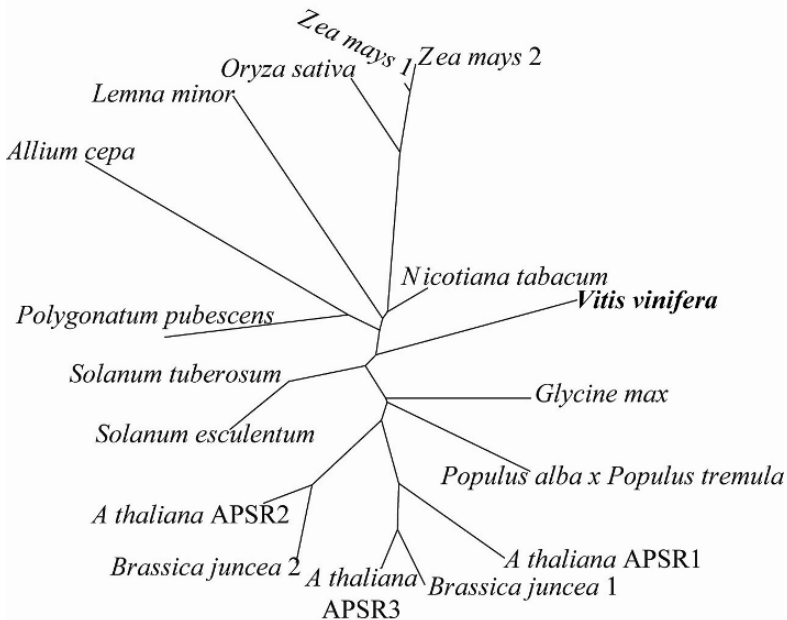 Zea mays 1
Zea mays 2
Oryza sativa
Lemna minor
Allium cepa
Nicotiana tabacum
Vitis vinifera
Polygonatum pubescens
Solanum tuberosum
Glycine max
Solanum esculentum
Populus alba x Populus tremula
A thaliana APSR2
A thaliana APSR1
Brassica juncea 2
A thaliana
APSR3
Brassica juncea 1